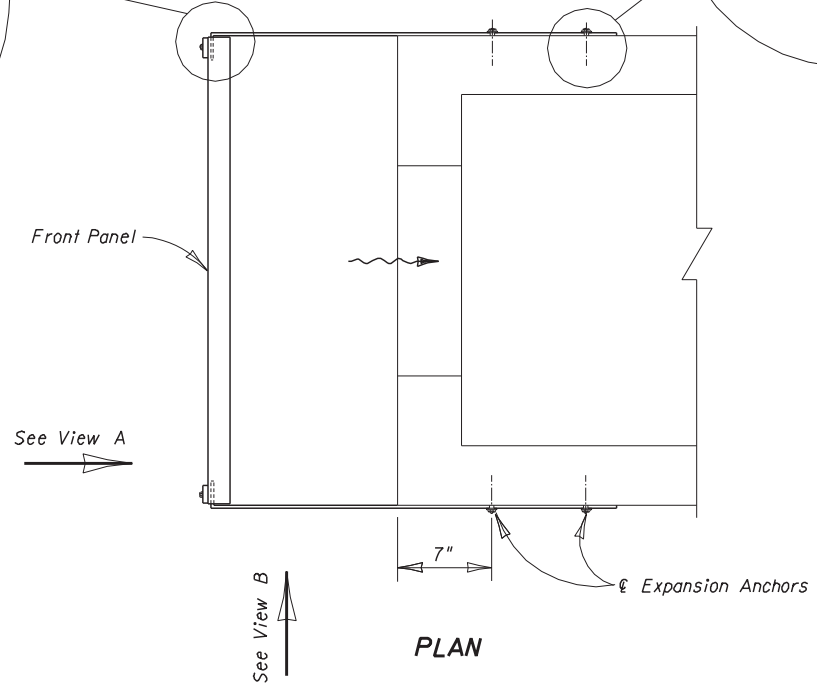 Front Panel
See View A
7"
℄ Expansion Anchors
See View B
PLAN